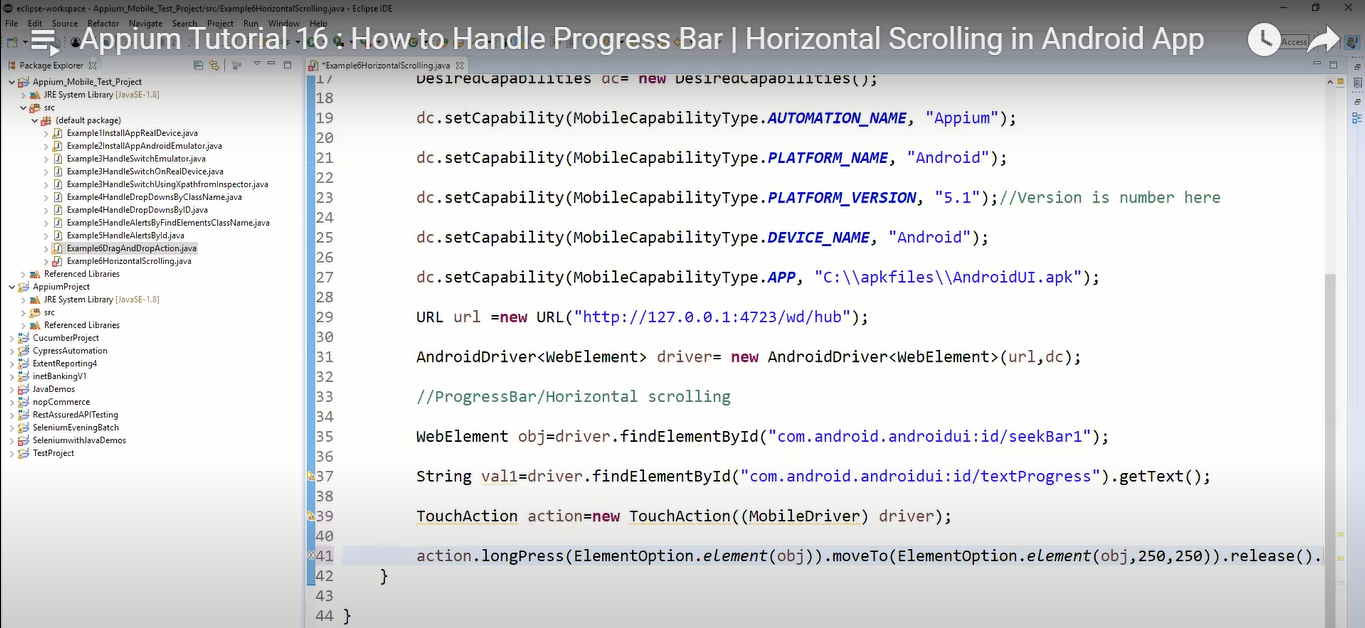 eclipse-workspace - Appium_Mobile_Test_Project/src/Example6HorizontalScrolling.java - Eclipse IDE
File Edit Source Refactor Navigate Search Project Run Window Help
Appium Tutorial 16 : How to Handle Progress Bar | Horizontal Scrolling in Android App
Access
Package Explorer
*Example6HorizontalScrolling.java
Appium_Mobile_Test_Project
JRE System Library [JavaSE-1.8]
src
(default package)
Example1InstallAppRealDevice.java
Example2InstallAppAndroidEmulator.java
Example3HandleSwitchEmulator.java
Example3HandleSwitchOnRealDevice.java
Example3HandleSwitchUsingXpathfromInspector.java
Example4HandleDropDownsByClassName.java
Example4HandleDropDownsByID.java
Example5HandleAlertsByFindElementsClassName.java
Example5HandleAlertsById.java
Example6DragAndDropAction.java
Example6HorizontalScrolling.java
Referenced Libraries
AppiumProject
JRE System Library [JavaSE-1.8]
src
Referenced Libraries
CucumberProject
CypressAutomation
ExtentReporting4
inetBankingV1
JavaDemos
nopCommerce
RestAssuredAPITesting
SeleniumEveningBatch
SeleniumwithJavaDemos
TestProject
17 DesiredCapabilities dc= new DesiredCapabilities();
18
19 dc.setCapability(MobileCapabilityType.AUTOMATION_NAME, "Appium");
20
21 dc.setCapability(MobileCapabilityType.PLATFORM_NAME, "Android");
22
23 dc.setCapability(MobileCapabilityType.PLATFORM_VERSION, "5.1");//Version is number here
24
25 dc.setCapability(MobileCapabilityType.DEVICE_NAME, "Android");
26
27 dc.setCapability(MobileCapabilityType.APP, "C:\\apkfiles\\AndroidUI.apk");
28
29 URL url =new URL("http://127.0.0.1:4723/wd/hub");
30
31 AndroidDriver<WebElement> driver= new AndroidDriver<WebElement>(url,dc);
32
33 //ProgressBar/Horizontal scrolling
34
35 WebElement obj=driver.findElementById("com.android.androidui:id/seekBar1");
36
37 String val1=driver.findElementById("com.android.androidui:id/textProgress").getText();
38
39 TouchAction action=new TouchAction((MobileDriver) driver);
40
41 action.longPress(ElementOption.element(obj)).moveTo(ElementOption.element(obj,250,250)).release().
42 }
43
44 }